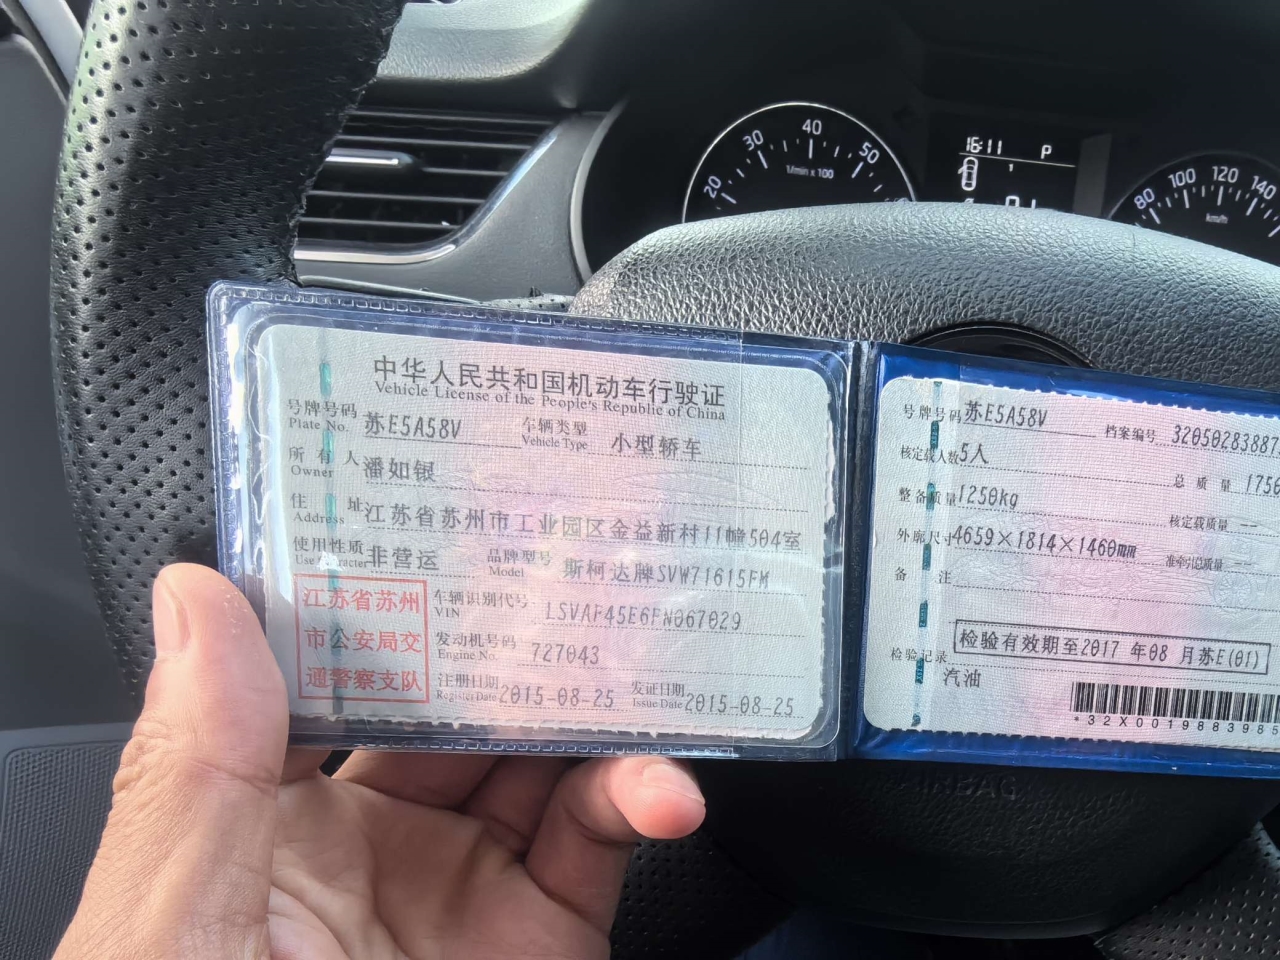 20 30 40 50
1/min x 100
16:11 P
80 100 120 140
km/h
中华人民共和国机动车行驶证
Vehicle License of the People's Republic of China
号牌号码 苏E5A58V 车辆类型 小型轿车
Plate No. Vehicle Type
所有人 潘如银
Owner
住址 江苏省苏州市工业园区金益新村11幢504室
Address
使用性质 非营运 品牌型号 斯柯达牌SVW71615FM
Use Character Model
江苏省苏州
市公安局交
通警察支队
车辆识别代号 LSVAF45E6FN067029
VIN
发动机号码 727043
Engine No.
注册日期 2015-08-25 发证日期 2015-08-25
Register Date Issue Date
号牌号码 苏E5A58V 档案编号 32050283887
核定载人数 5人 总质量 1756
整备质量 1250kg 核定载质量 --
外廓尺寸 4659×1814×1460mm 准牵引总质量 --
备注
检验有效期至2017年08月苏E(01)
检验记录
汽油
*32X001988398
AIRBAG